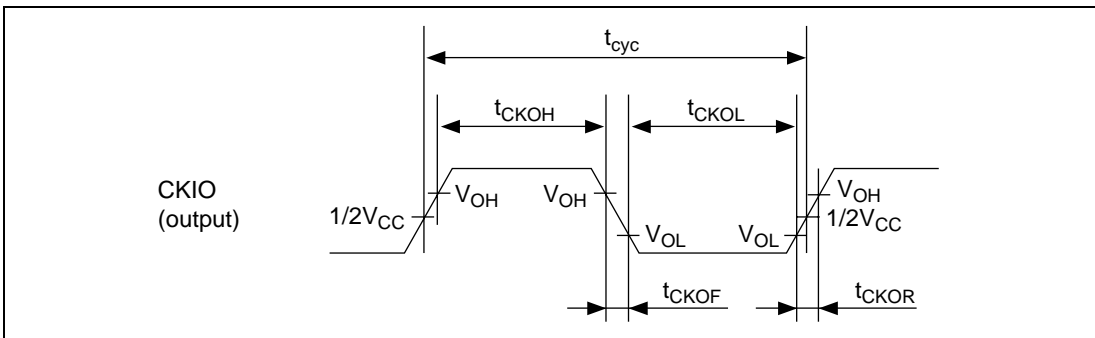 tcyc
tCKOH
tCKOL
CKIO
(output)
1/2VCC
VOH
VOH
VOL
VOL
VOH
1/2VCC
tCKOF
tCKOR